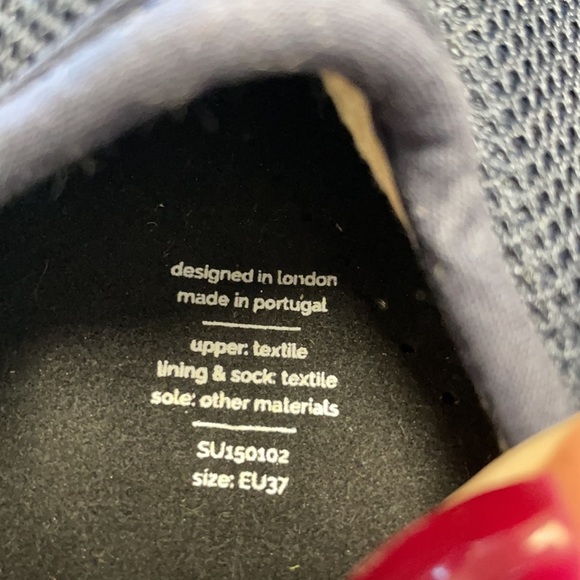 designed in london
made in portugal
upper: textile
lining & sock: textile
sole: other materials
SU150102
size: EU37